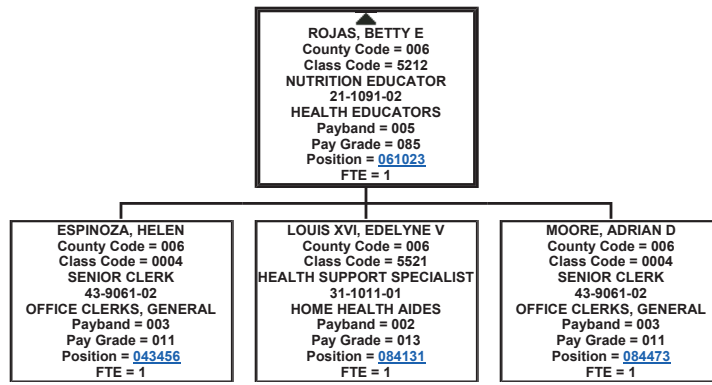 ROJAS, BETTY E
County Code = 006
Class Code = 5212
NUTRITION EDUCATOR
21-1091-02
HEALTH EDUCATORS
Payband = 005
Pay Grade = 085
Position = 061023
FTE = 1
ESPINOZA, HELEN
County Code = 006
Class Code = 0004
SENIOR CLERK
43-9061-02
OFFICE CLERKS, GENERAL
Payband = 003
Pay Grade = 011
Position = 043456
FTE = 1
LOUIS XVI, EDELYNE V
County Code = 006
Class Code = 5521
HEALTH SUPPORT SPECIALIST
31-1011-01
HOME HEALTH AIDES
Payband = 002
Pay Grade = 013
Position = 084131
FTE = 1
MOORE, ADRIAN D
County Code = 006
Class Code = 0004
SENIOR CLERK
43-9061-02
OFFICE CLERKS, GENERAL
Payband = 003
Pay Grade = 011
Position = 084473
FTE = 1